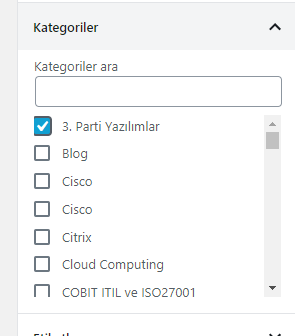 Kategoriler
Kategoriler ara
3. Parti Yazılımlar
Blog
Cisco
Cisco
Citrix
Cloud Computing
COBIT ITIL ve ISO27001